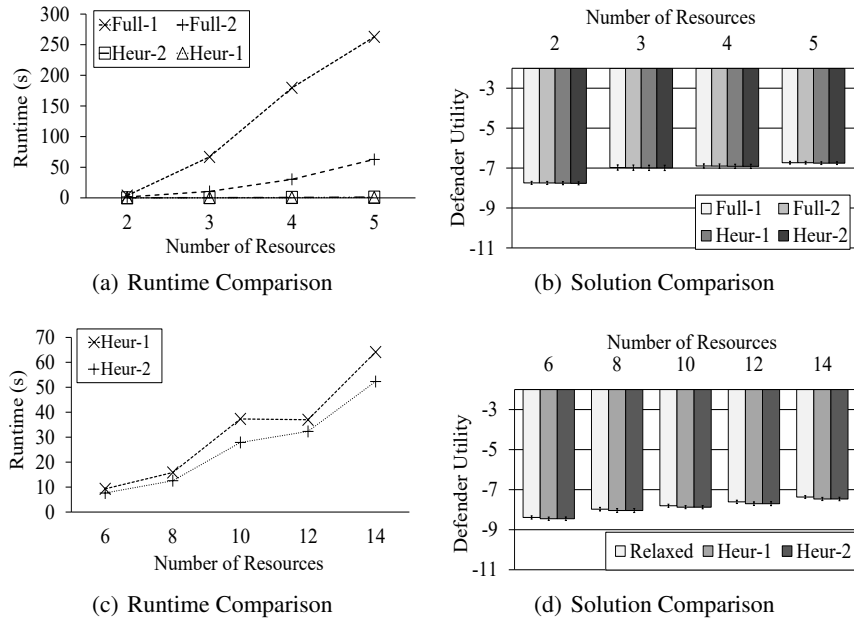 300
250
200
150
100
50
0
Runtime (s)
Full-1 Full-2
Heur-2 Heur-1
2 3 4 5
Number of Resources
(a) Runtime Comparison
Number of Resources
2 3 4 5
-3
-5
-7
-9
-11
Defender Utility
Full-1 Full-2
Heur-1 Heur-2
(b) Solution Comparison
70
60
50
40
30
20
10
0
Runtime (s)
Heur-1
Heur-2
6 8 10 12 14
Number of Resources
(c) Runtime Comparison
Number of Resources
6 8 10 12 14
-3
-5
-7
-9
-11
Defender Utility
Relaxed Heur-1 Heur-2
(d) Solution Comparison